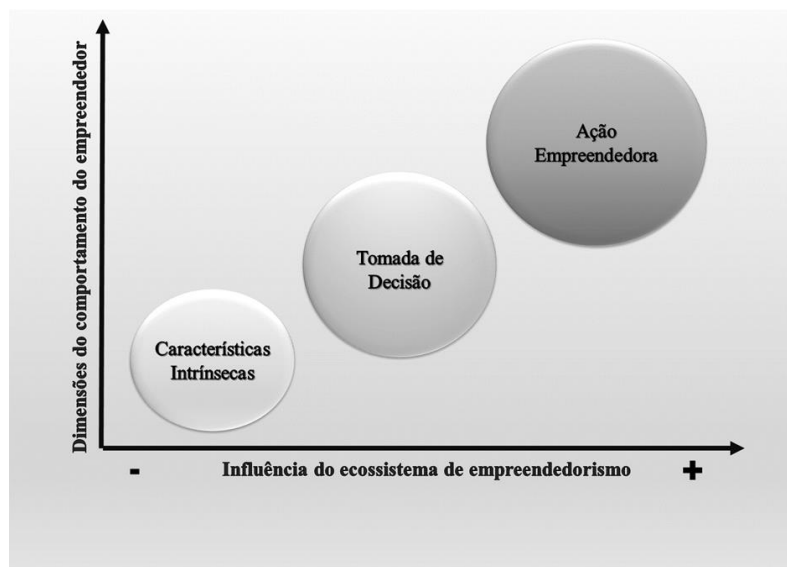 Dimensões do comportamento do empreendedor
Ação
Empreendedora
Tomada de
Decisão
Características
Intrínsecas
- Influência do ecossistema de empreendedorismo +